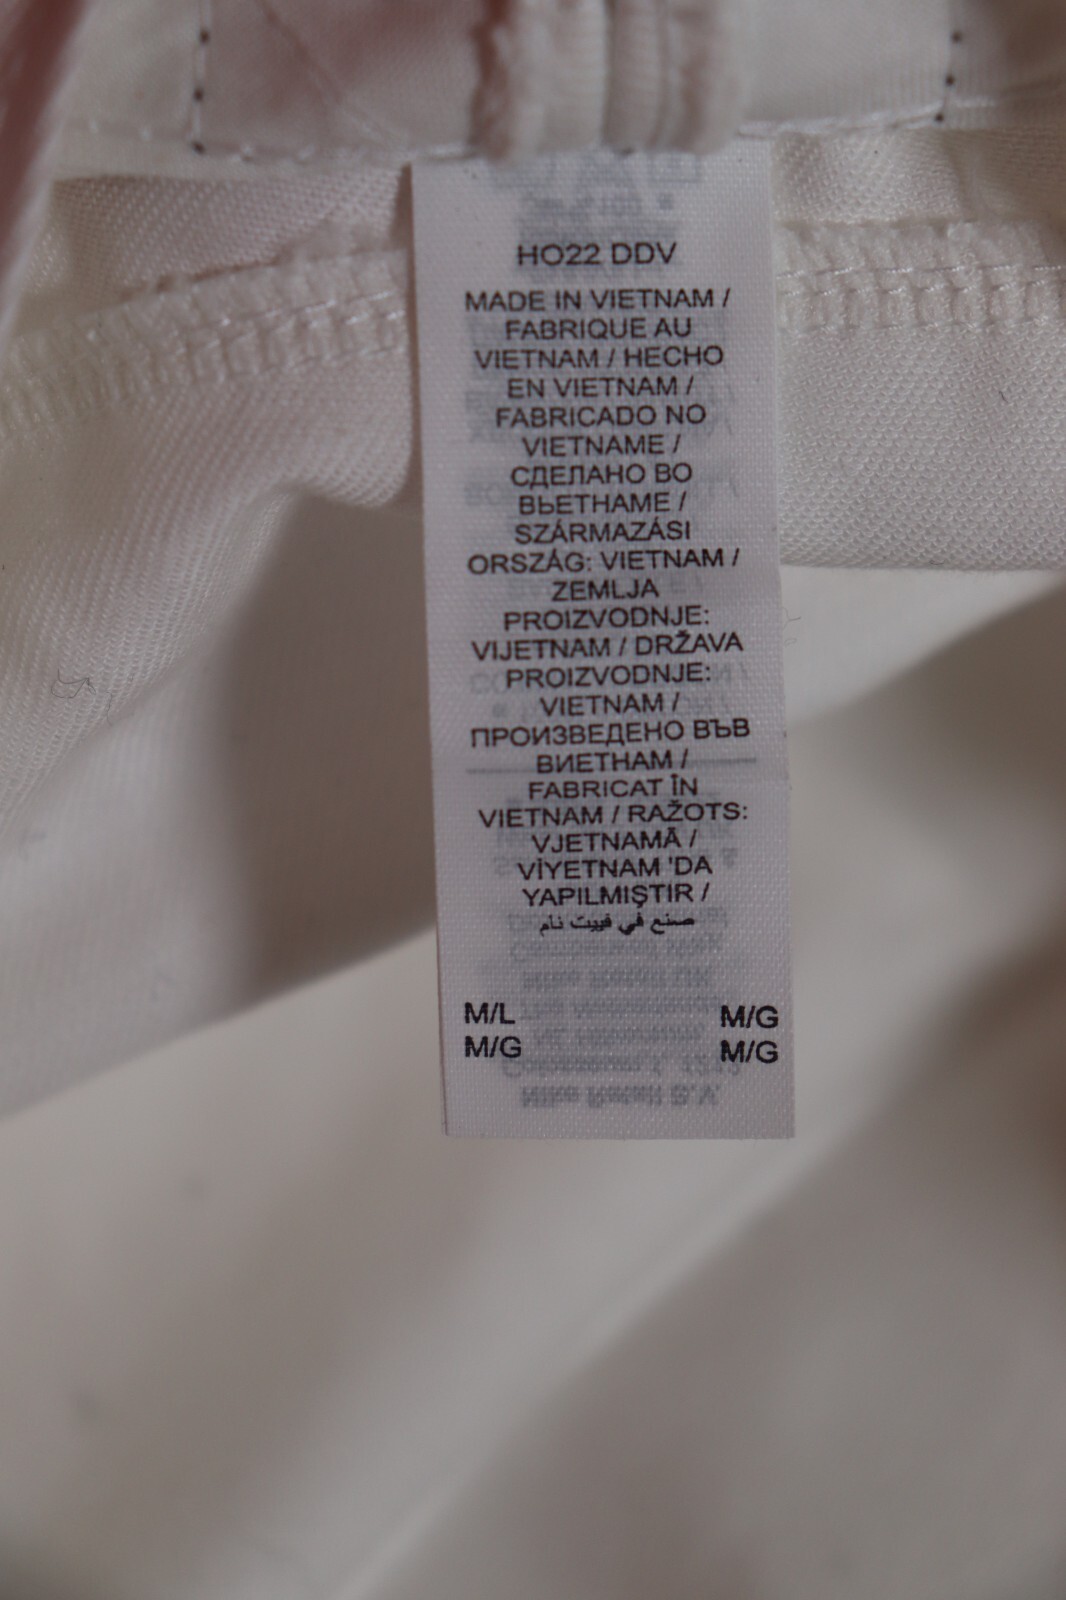 HO22 DDV
MADE IN VIETNAM /
FABRIQUE AU
VIETNAM / HECHO
EN VIETNAM /
FABRICADO NO
VIETNAME /
СДЕЛАНО ВО
ВЬЕТНАМЕ /
SZÁRMAZÁSI
ORSZÁG: VIETNAM /
ZEMLJA
PROIZVODNJE:
VIJETNAM / DRŽAVA
PROIZVODNJE:
VIETNAM /
ПРОИЗВЕДЕНО ВЪВ
ВИЕТНАМ /
FABRICAT ÎN
VIETNAM / RAŽOTS:
VJETNAMĀ /
VİYETNAM 'DA
YAPILMIŞTIR /
صنع في فييت نام
M/L M/G
M/G M/G